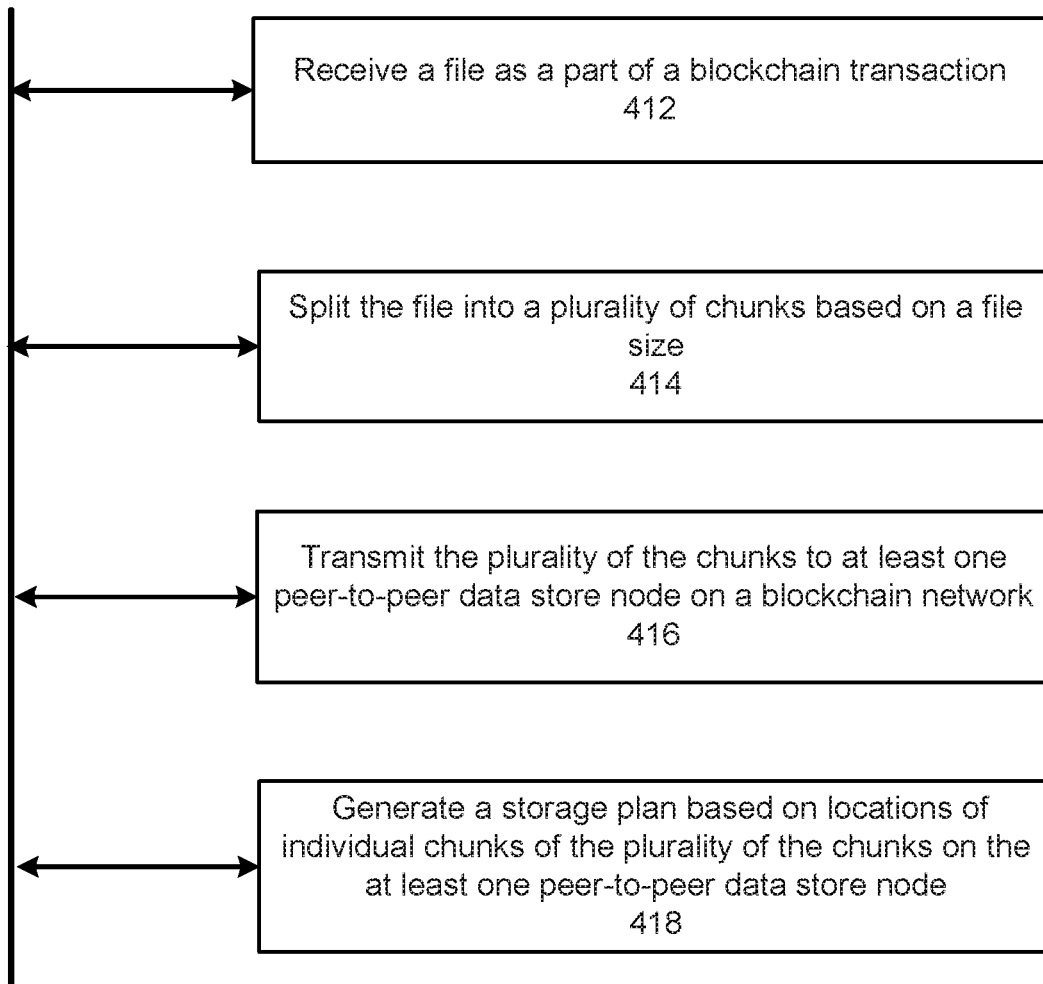 Receive a file as a part of a blockchain transaction
412
Split the file into a plurality of chunks based on a file
size
414
Transmit the plurality of the chunks to at least one
peer-to-peer data store node on a blockchain network
416
Generate a storage plan based on locations of
individual chunks of the plurality of the chunks on the
at least one peer-to-peer data store node
418